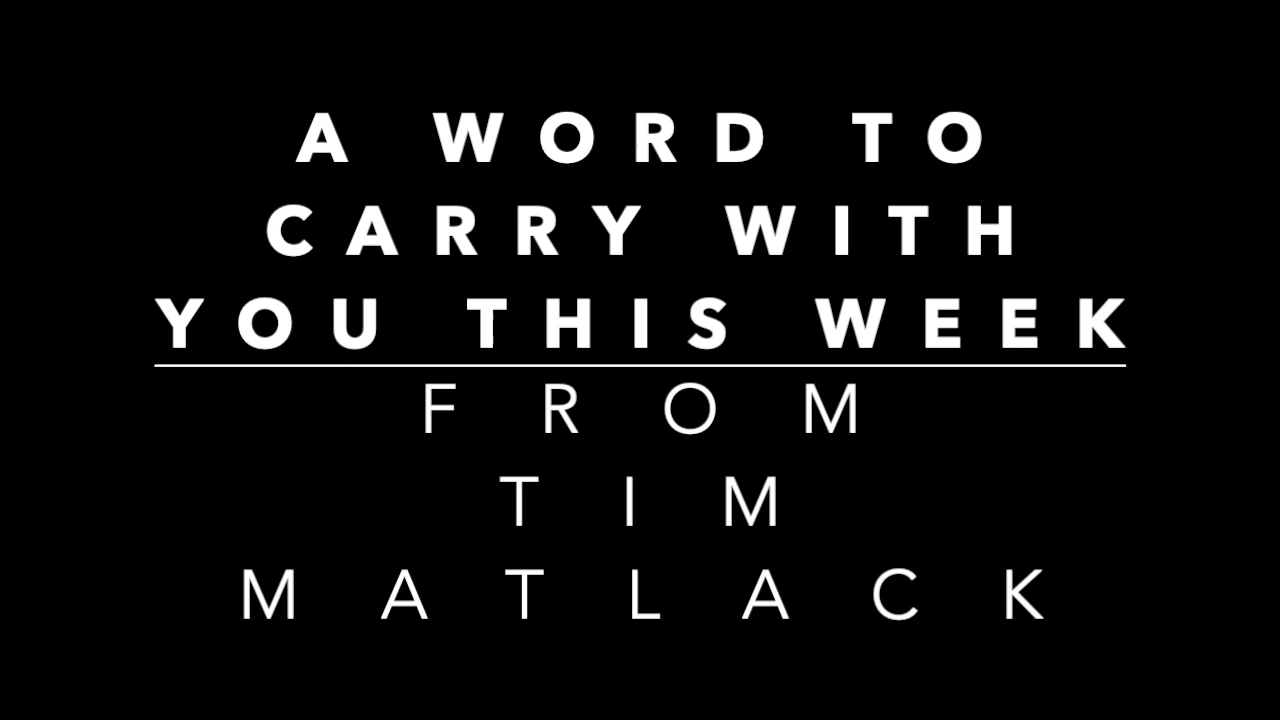 A WORD TO
CARRY WITH
YOU THIS WEEK
FROM
TIM
MATLACK